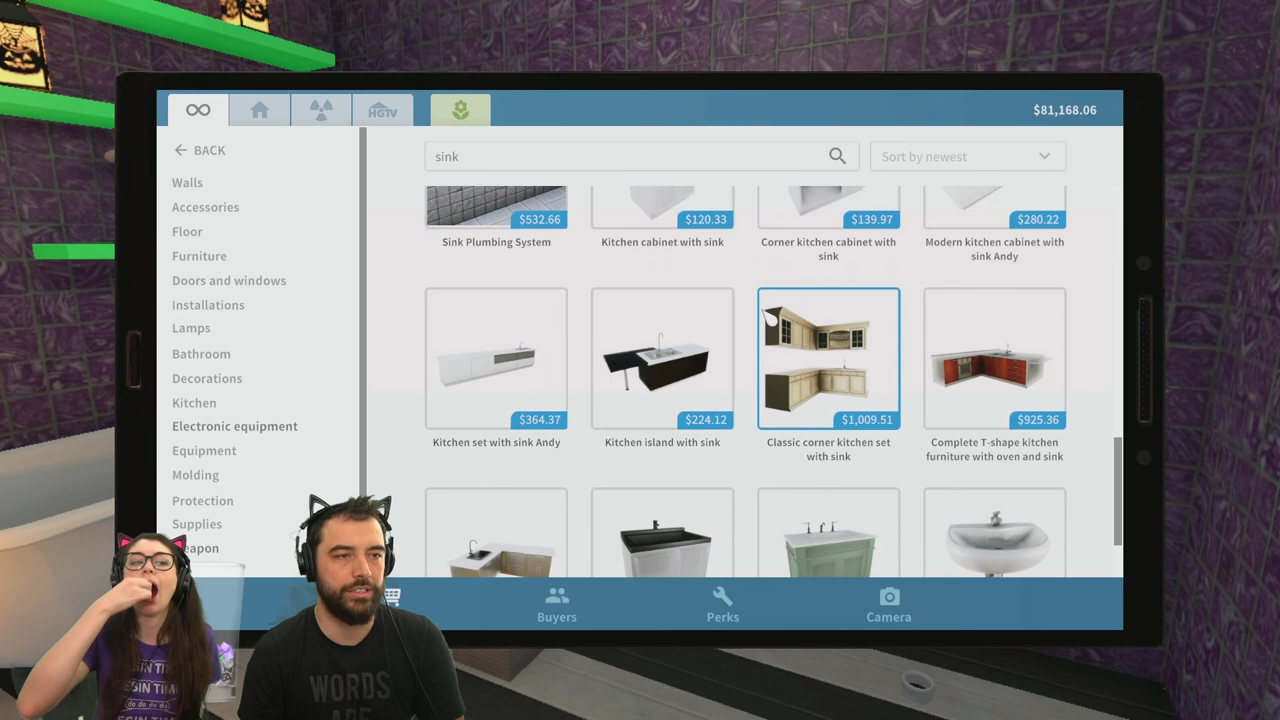 HGTV
$81,168.06
BACK
sink
Sort by newest
Walls
Accessories
Floor
Furniture
Doors and windows
Installations
Lamps
Bathroom
Decorations
Kitchen
Electronic equipment
Equipment
Molding
Protection
Supplies
eapon
$532.66
$120.33
$139.97
$280.22
Sink Plumbing System
Kitchen cabinet with sink
Corner kitchen cabinet with
sink
Modern kitchen cabinet with
sink Andy
$364.37
$224.12
$1,009.51
$925.36
Kitchen set with sink Andy
Kitchen island with sink
Classic corner kitchen set
with sink
Complete T-shape kitchen
furniture with oven and sink
Buyers
Perks
Camera
WORDS
ARE